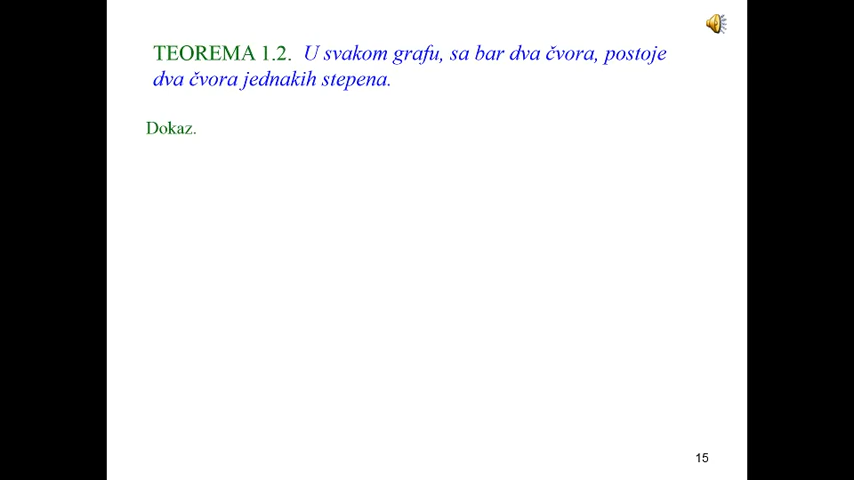 TEOREMA 1.2. U svakom grafu, sa bar dva čvora, postoje
dva čvora jednakih stepena.
Dokaz.
15